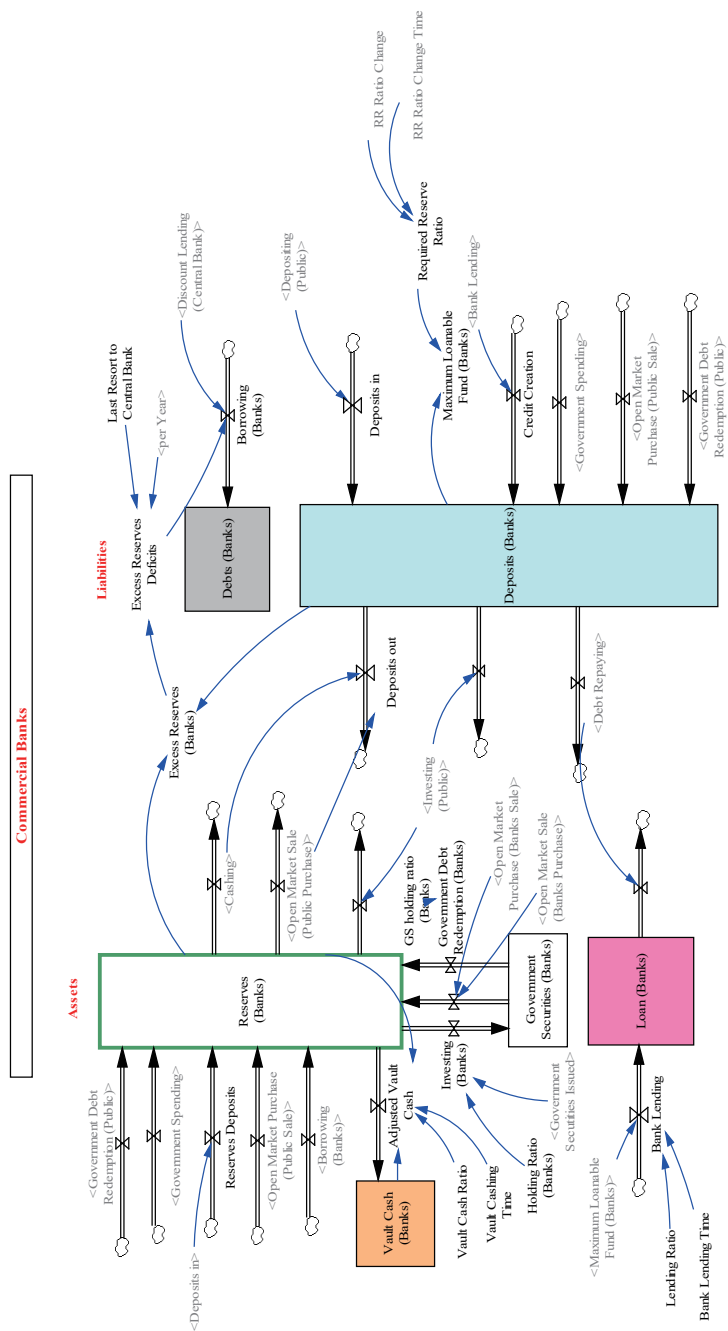 Commercial Banks
Assets
Liabilities
<Government Debt
Redemption (Public)>
<Government Spending>
<Deposits in>
Reserves Deposits
<Open Market Purchase
(Public Sale)>
<Borrowing
(Banks)>
Reserves
(Banks)
<Cashing>
<Open Market Sale
(Public Purchase)>
Excess Reserves
(Banks)
Excess Reserves
Deficits
Last Resort to
Central Bank
<per Year>
<Discount Lending
(Central Bank)>
Borrowing
(Banks)
Debts (Banks)
Deposits out
<Investing
(Public)>
<Debt Repaying>
Deposits (Banks)
<Depositing
(Public)>
Deposits in
RR Ratio Change
RR Ratio Change Time
Required Reserve
Ratio
Maximum Loanable
Fund (Banks)
<Bank Lending>
Credit Creation
<Government Spending>
<Open Market
Purchase (Public Sale)>
<Government Debt
Redemption (Public)>
Vault Cash
(Banks)
Adjusted Vault
Cash
Vault Cash Ratio
Vault Cashing
Time
Investing
(Banks)
Holding Ratio
(Banks)
<Government
Secutities Issued>
GS holding ratio
(Banks)
Government Debt
Redemption (Banks)
<Open Market
Purchase (Banks Sale)>
<Open Market Sale
(Banks Purchase)>
Government
Securities (Banks)
<Maximum Loanable
Fund (Banks)>
Bank Lending
Lending Ratio
Bank Lending Time
Loan (Banks)